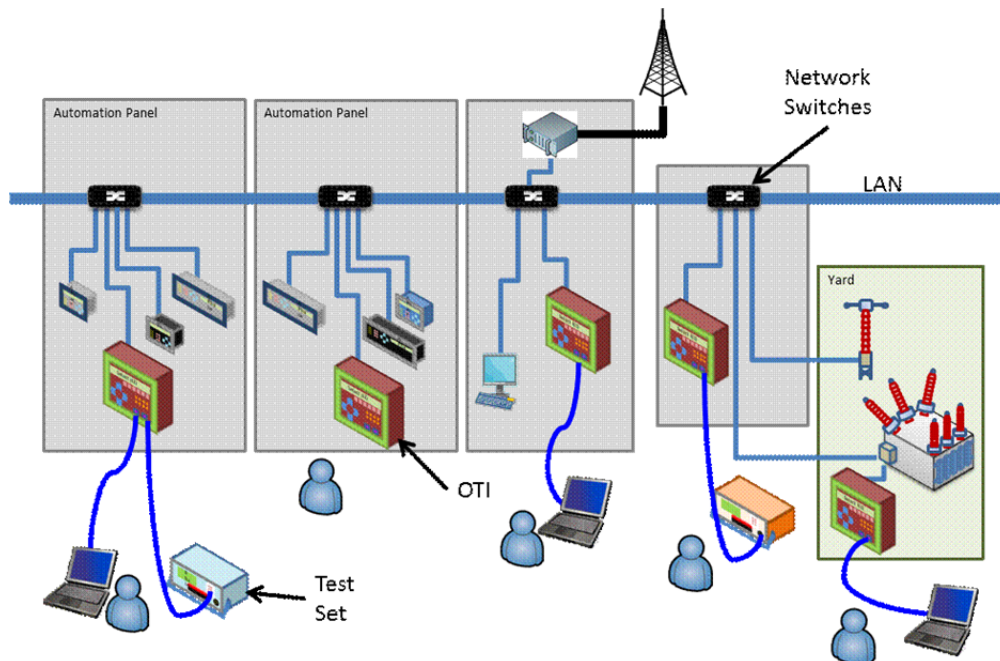 Network
Switches
Automation Panel
Automation Panel
LAN
Yard
OTI
Test
Set